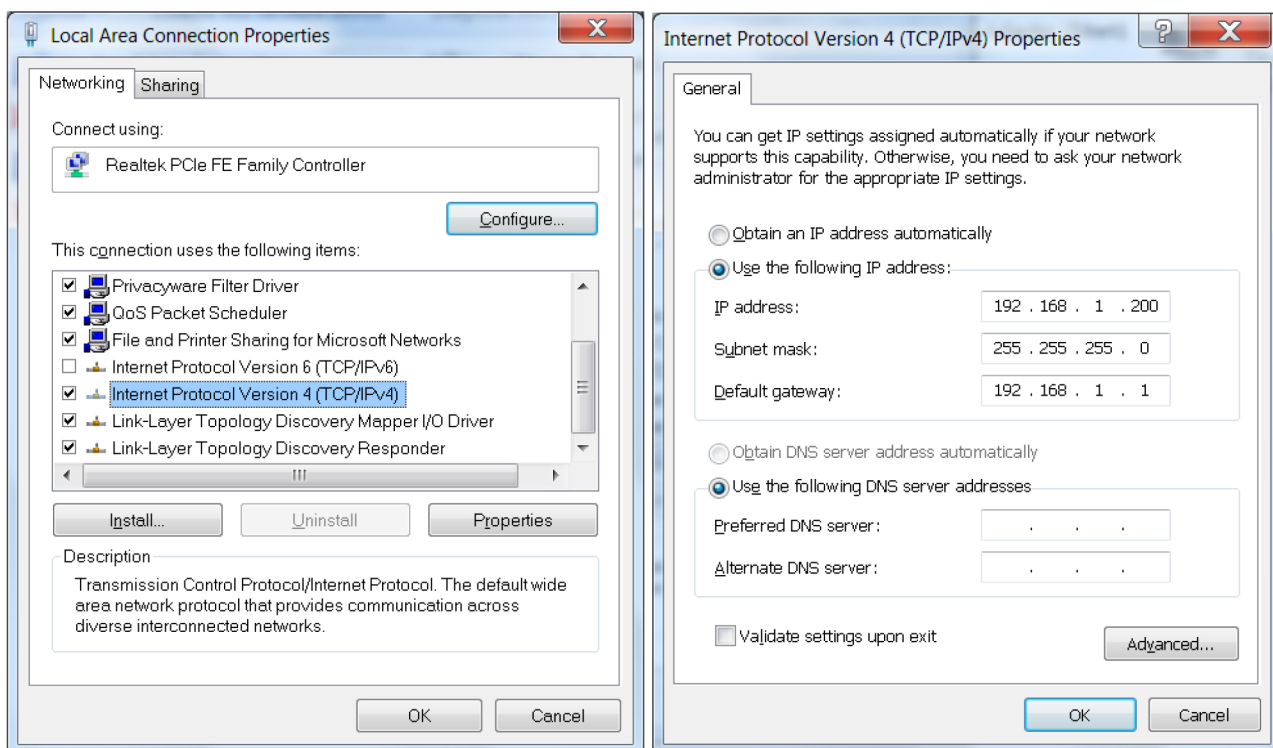 Local Area Connection Properties
Networking
Sharing
Connect using:
Realtek PCIe FE Family Controller
Configure...
This connection uses the following items:
Privacyware Filter Driver
QoS Packet Scheduler
File and Printer Sharing for Microsoft Networks
Internet Protocol Version 6 (TCP/IPv6)
Internet Protocol Version 4 (TCP/IPv4)
Link-Layer Topology Discovery Mapper I/O Driver
Link-Layer Topology Discovery Responder
Install...
Uninstall
Properties
Description
Transmission Control Protocol/Internet Protocol. The default wide
area network protocol that provides communication across
diverse interconnected networks.
OK
Cancel
Internet Protocol Version 4 (TCP/IPv4) Properties
General
You can get IP settings assigned automatically if your network
supports this capability. Otherwise, you need to ask your network
administrator for the appropriate IP settings.
Obtain an IP address automatically
Use the following IP address:
IP address: 192 . 168 . 1 . 200
Subnet mask: 255 . 255 . 255 . 0
Default gateway: 192 . 168 . 1 . 1
Obtain DNS server address automatically
Use the following DNS server addresses
Preferred DNS server: . . .
Alternate DNS server: . . .
Validate settings upon exit
Advanced...
OK
Cancel